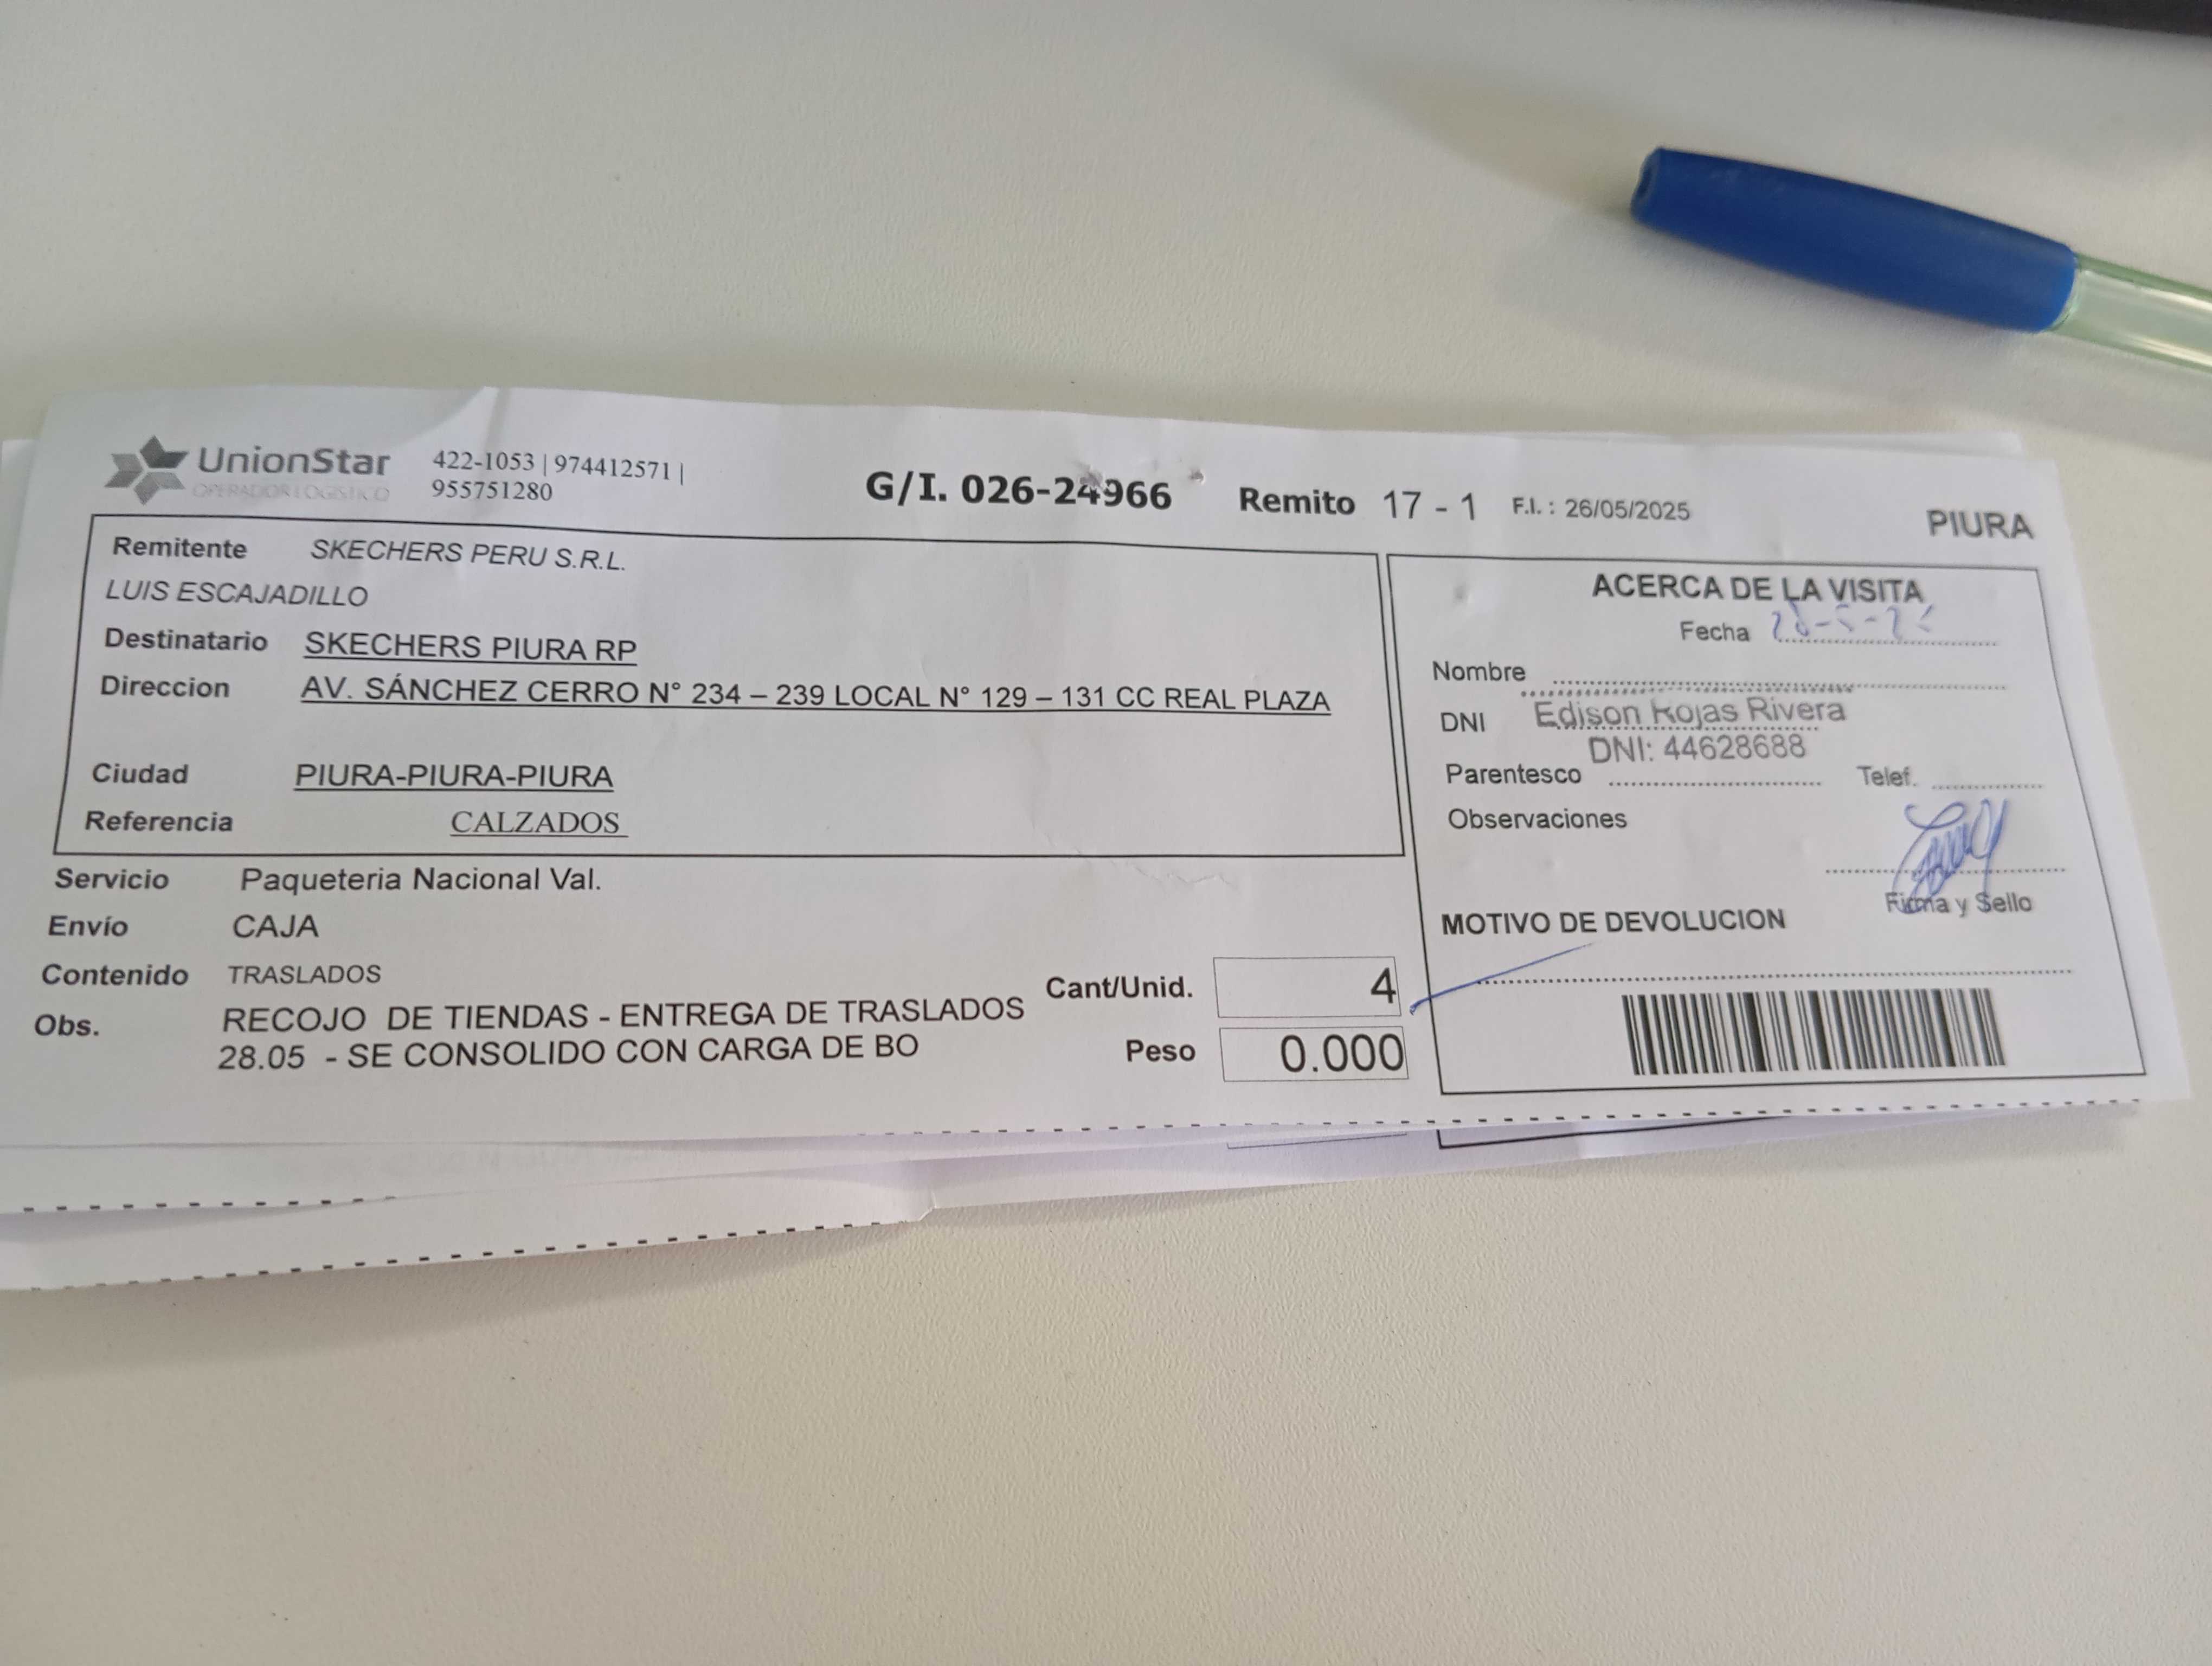 UnionStar
OPERADOR LOGISTICO
422-1053 | 974412571 |
955751280
G/I. 026-24966
Remito 17 - 1
F.I. : 26/05/2025
PIURA
Remitente SKECHERS PERU S.R.L.
LUIS ESCAJADILLO
Destinatario SKECHERS PIURA RP
Direccion AV. SÁNCHEZ CERRO N° 234 – 239 LOCAL N° 129 – 131 CC REAL PLAZA
Ciudad PIURA-PIURA-PIURA
Referencia CALZADOS
Servicio Paqueteria Nacional Val.
Envío CAJA
Contenido TRASLADOS
Obs. RECOJO DE TIENDAS - ENTREGA DE TRASLADOS
28.05 - SE CONSOLIDO CON CARGA DE BO
Cant/Unid. 4
Peso 0.000
ACERCA DE LA VISITA
Fecha
Nombre
DNI Edison Rojas Rivera
DNI: 44628688
Parentesco Telef.
Observaciones
Firma y Sello
MOTIVO DE DEVOLUCION